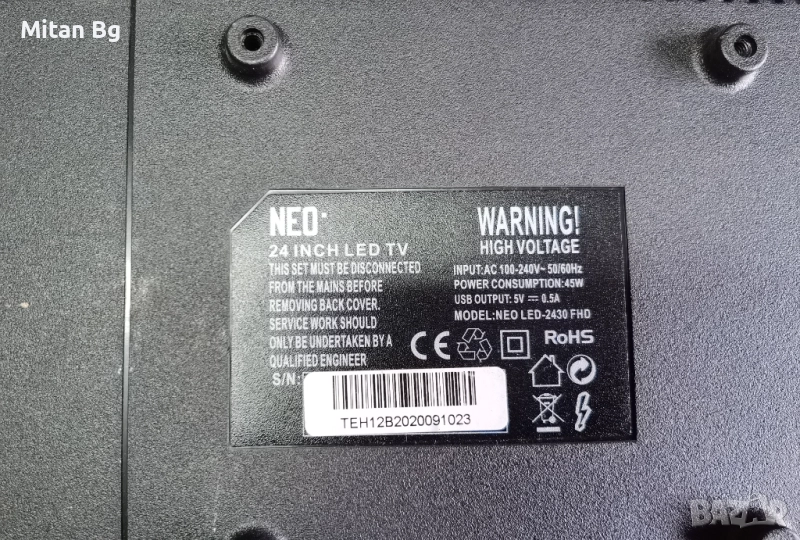 Mitan Bg
NEO
24 INCH LED TV
THIS SET MUST BE DISCONNECTED
FROM THE MAINS BEFORE
REMOVING BACK COVER.
SERVICE WORK SHOULD
ONLY BE UNDERTAKEN BY A
QUALIFIED ENGINEER
S/N:
TEH12B2020091023
WARNING!
HIGH VOLTAGE
INPUT:AC 100-240V~ 50/60Hz
POWER CONSUMPTION:45W
USB OUTPUT: 5V ⎓ 0.5A
MODEL:NEO LED-2430 FHD
CE
RoHS
BAZAR